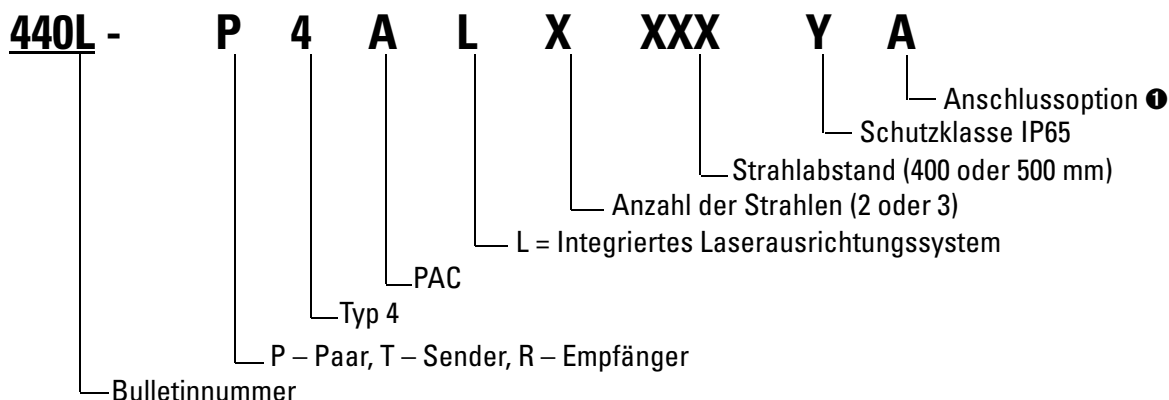 440L - P 4 A L X XXX Y A
Anschlussoption ❶
Schutzklasse IP65
Strahlabstand (400 oder 500 mm)
Anzahl der Strahlen (2 oder 3)
L = Integriertes Laserausrichtungssystem
PAC
Typ 4
P – Paar, T – Sender, R – Empfänger
Bulletinnummer